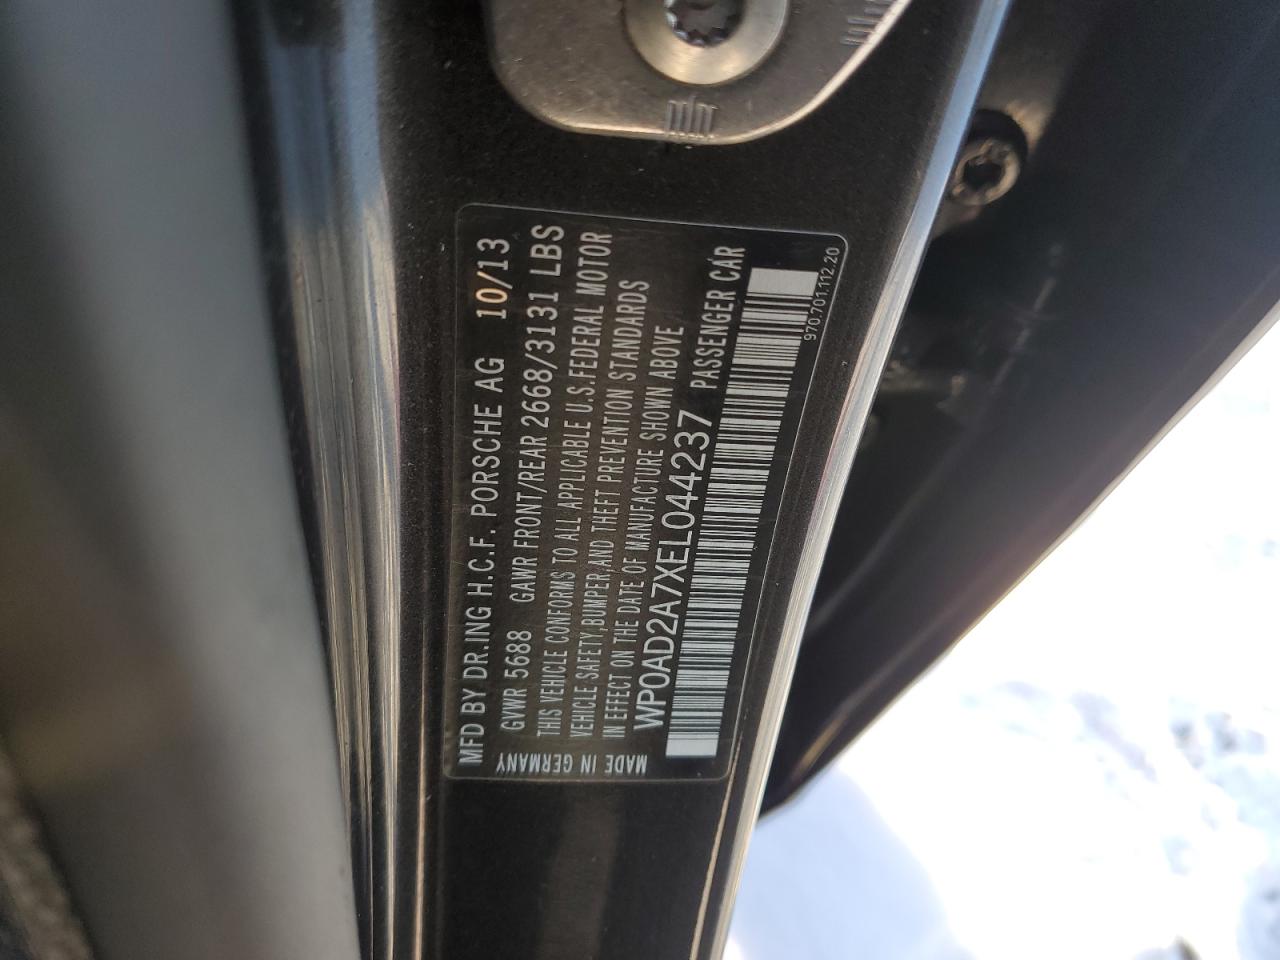 MFD BY DR.ING H.C.F. PORSCHE AG 10/13
GVWR 5688 GAWR FRONT/REAR 2668/3131 LBS
THIS VEHICLE CONFORMS TO ALL APPLICABLE U.S.FEDERAL MOTOR
VEHICLE SAFETY,BUMPER,AND THEFT PREVENTION STANDARDS
IN EFFECT ON THE DATE OF MANUFACTURE SHOWN ABOVE
WP0AD2A7XEL044237 PASSENGER CAR
MADE IN GERMANY
970.701.112.20